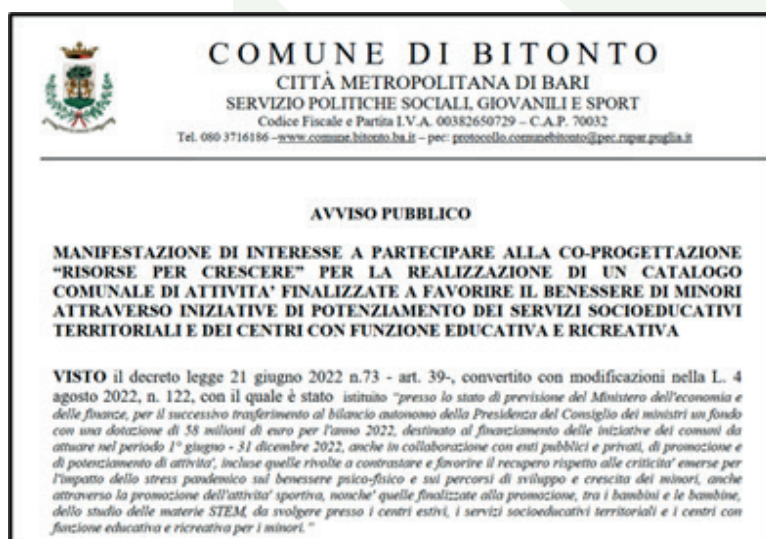 COMUNE DI BITONTO
CITTÀ METROPOLITANA DI BARI
SERVIZIO POLITICHE SOCIALI, GIOVANILI E SPORT
Codice Fiscale e Partita I.V.A. 00382650729 – C.A.P. 70032
Tel. 080 3716186 –www.comune.bitonto.ba.it – pec: protocollo.comunebitonto@pec.rupar.puglia.it
AVVISO PUBBLICO
MANIFESTAZIONE DI INTERESSE A PARTECIPARE ALLA CO-PROGETTAZIONE
“RISORSE PER CRESCERE” PER LA REALIZZAZIONE DI UN CATALOGO
COMUNALE DI ATTIVITA’ FINALIZZATE A FAVORIRE IL BENESSERE DI MINORI
ATTRAVERSO INIZIATIVE DI POTENZIAMENTO DEI SERVIZI SOCIOEDUCATIVI
TERRITORIALI E DEI CENTRI CON FUNZIONE EDUCATIVA E RICREATIVA
VISTO il decreto legge 21 giugno 2022 n.73 - art. 39-, convertito con modificazioni nella L. 4
agosto 2022, n. 122, con il quale è stato istituito "presso lo stato di previsione del Ministero dell'economia e
delle finanze, per il successivo trasferimento al bilancio autonomo della Presidenza del Consiglio dei ministri un fondo
con una dotazione di 58 milioni di euro per l'anno 2022, destinato al finanziamento delle iniziative dei comuni da
attuare nel periodo 1° giugno - 31 dicembre 2022, anche in collaborazione con enti pubblici e privati, di promozione e
di potenziamento di attivita', incluse quelle rivolte a contrastare e favorire il recupero rispetto alle criticita' emerse per
l'impatto dello stress pandemico sul benessere psico-fisico e sui percorsi di sviluppo e crescita dei minori, anche
attraverso la promozione dell'attivita' sportiva, nonche' quelle finalizzate alla promozione, tra i bambini e le bambine,
dello studio delle materie STEM, da svolgere presso i centri estivi, i servizi socioeducativi territoriali e i centri con
funzione educativa e ricreativa per i minori."